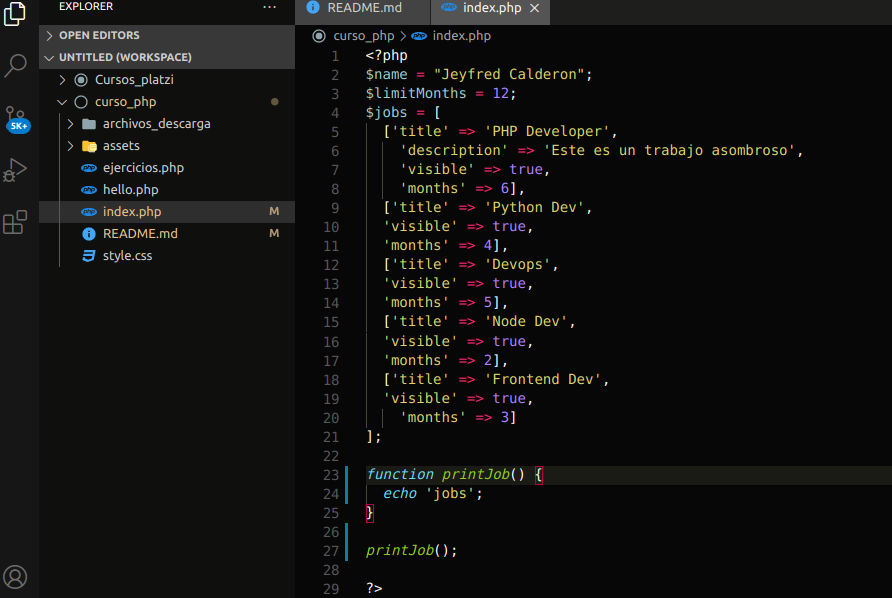 EXPLORER
...
OPEN EDITORS
UNTITLED (WORKSPACE)
Cursos_platzi
curso_php
archivos_descarga
assets
ejercicios.php
hello.php
index.php M
README.md M
style.css
5K+
README.md
index.php
curso_php > index.php
1 <?php
2 $name = "Jeyfred Calderon";
3 $limitMonths = 12;
4 $jobs = [
5 ['title' => 'PHP Developer',
6 'description' => 'Este es un trabajo asombroso',
7 'visible' => true,
8 'months' => 6],
9 ['title' => 'Python Dev',
10 'visible' => true,
11 'months' => 4],
12 ['title' => 'Devops',
13 'visible' => true,
14 'months' => 5],
15 ['title' => 'Node Dev',
16 'visible' => true,
17 'months' => 2],
18 ['title' => 'Frontend Dev',
19 'visible' => true,
20 'months' => 3]
21 ];
22
23 function printJob() {
24 echo 'jobs';
25 }
26
27 printJob();
28
29 ?>